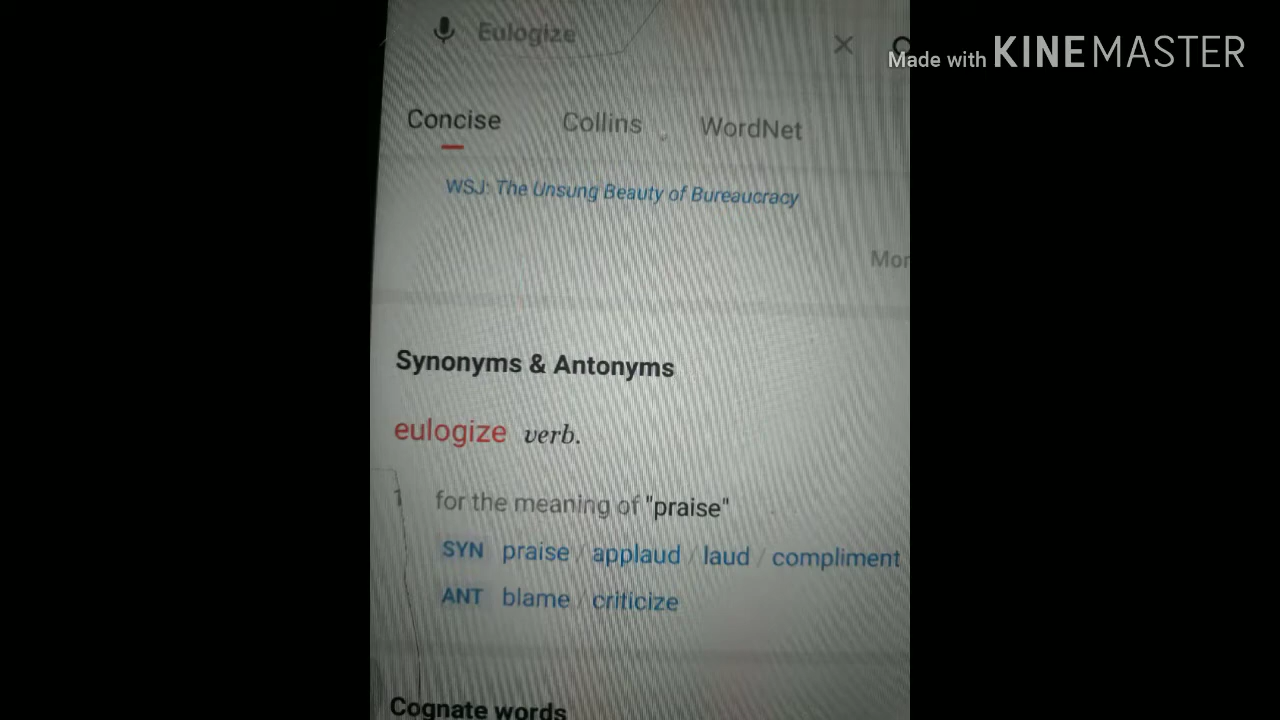 Eulogize
Made with KINEMASTER
Concise Collins WordNet
WSJ: The Unsung Beauty of Bureaucracy
Synonyms & Antonyms
eulogize verb.
1 for the meaning of "praise"
SYN praise / applaud / laud / compliment
ANT blame / criticize
Cognate words